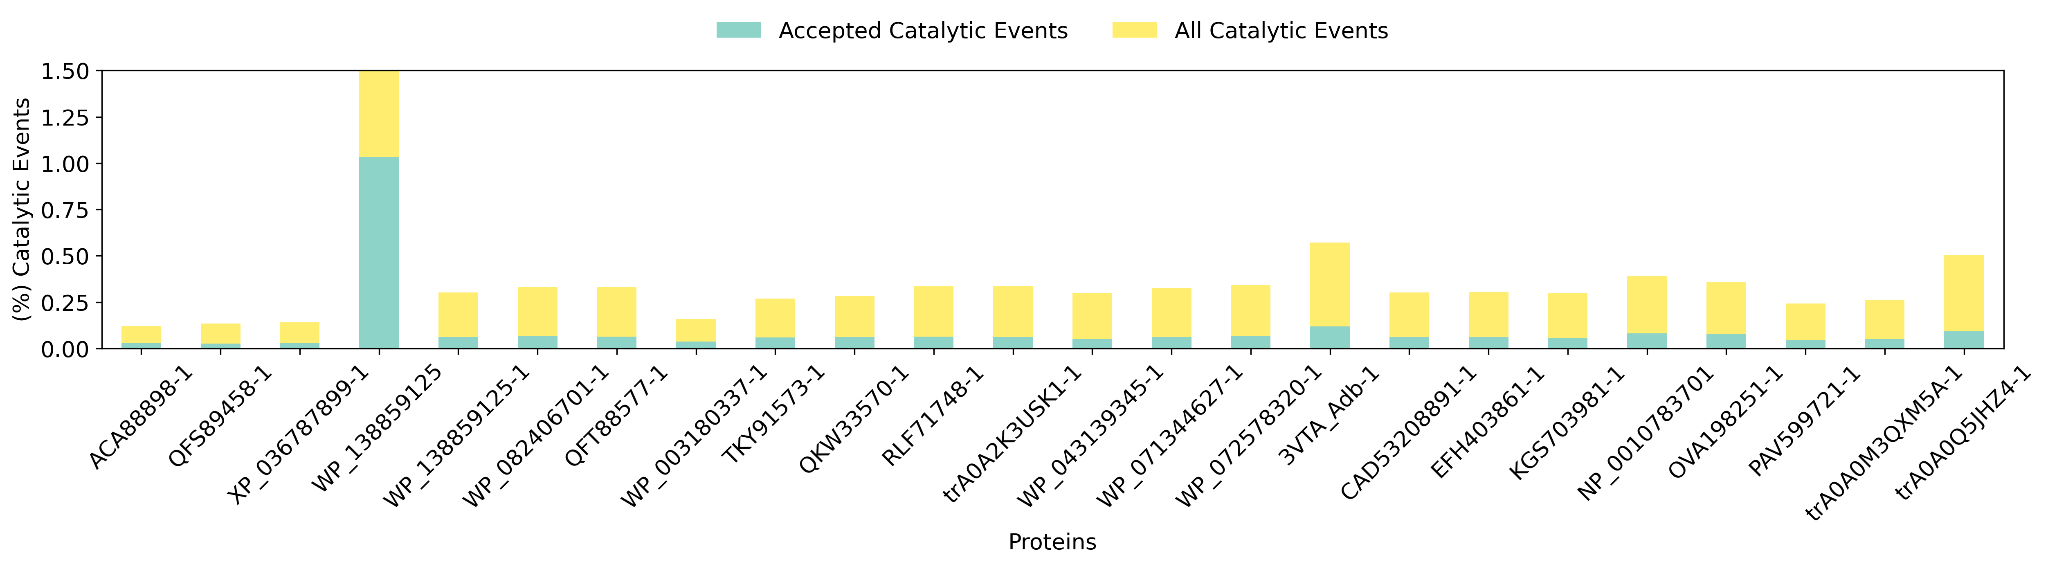 Accepted Catalytic Events
All Catalytic Events
(%) Catalytic Events
1.50
1.25
1.00
0.75
0.50
0.25
0.00
ACA88898-1
QFS89458-1
XP_036787899-1
WP_138859125
WP_138859125-1
WP_082406701-1
QFT88577-1
WP_003180337-1
TKY91573-1
QKW33570-1
RLF71748-1
trA0A2K3USK1-1
WP_043139345-1
WP_071344627-1
WP_072578320-1
3VTA_Adb-1
CAD53208891-1
EFH403861-1
KGS703981-1
NP_0010783701
OVA198251-1
PAV599721-1
trA0A0M3QXM5A-1
trA0A0Q5JHZ4-1
Proteins